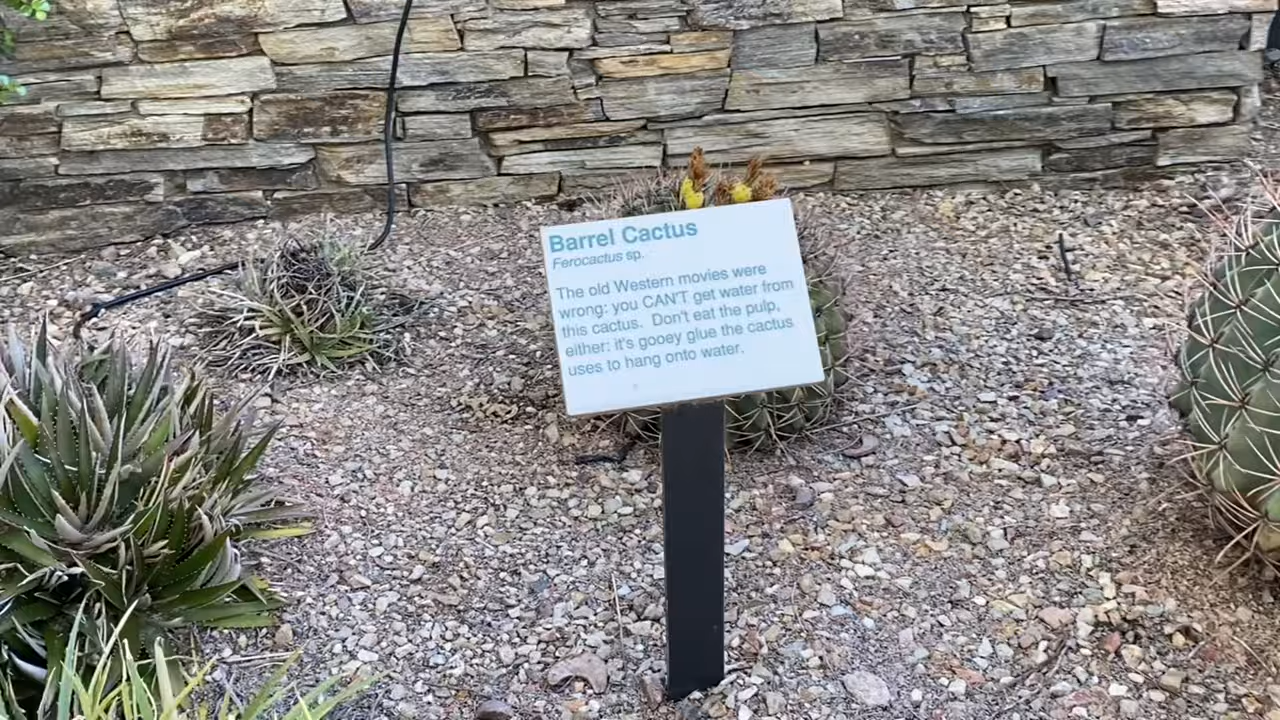 Barrel Cactus
Ferocactus sp.
The old Western movies were
wrong: you CAN'T get water from
this cactus. Don't eat the pulp,
either: it's gooey glue the cactus
uses to hang onto water.